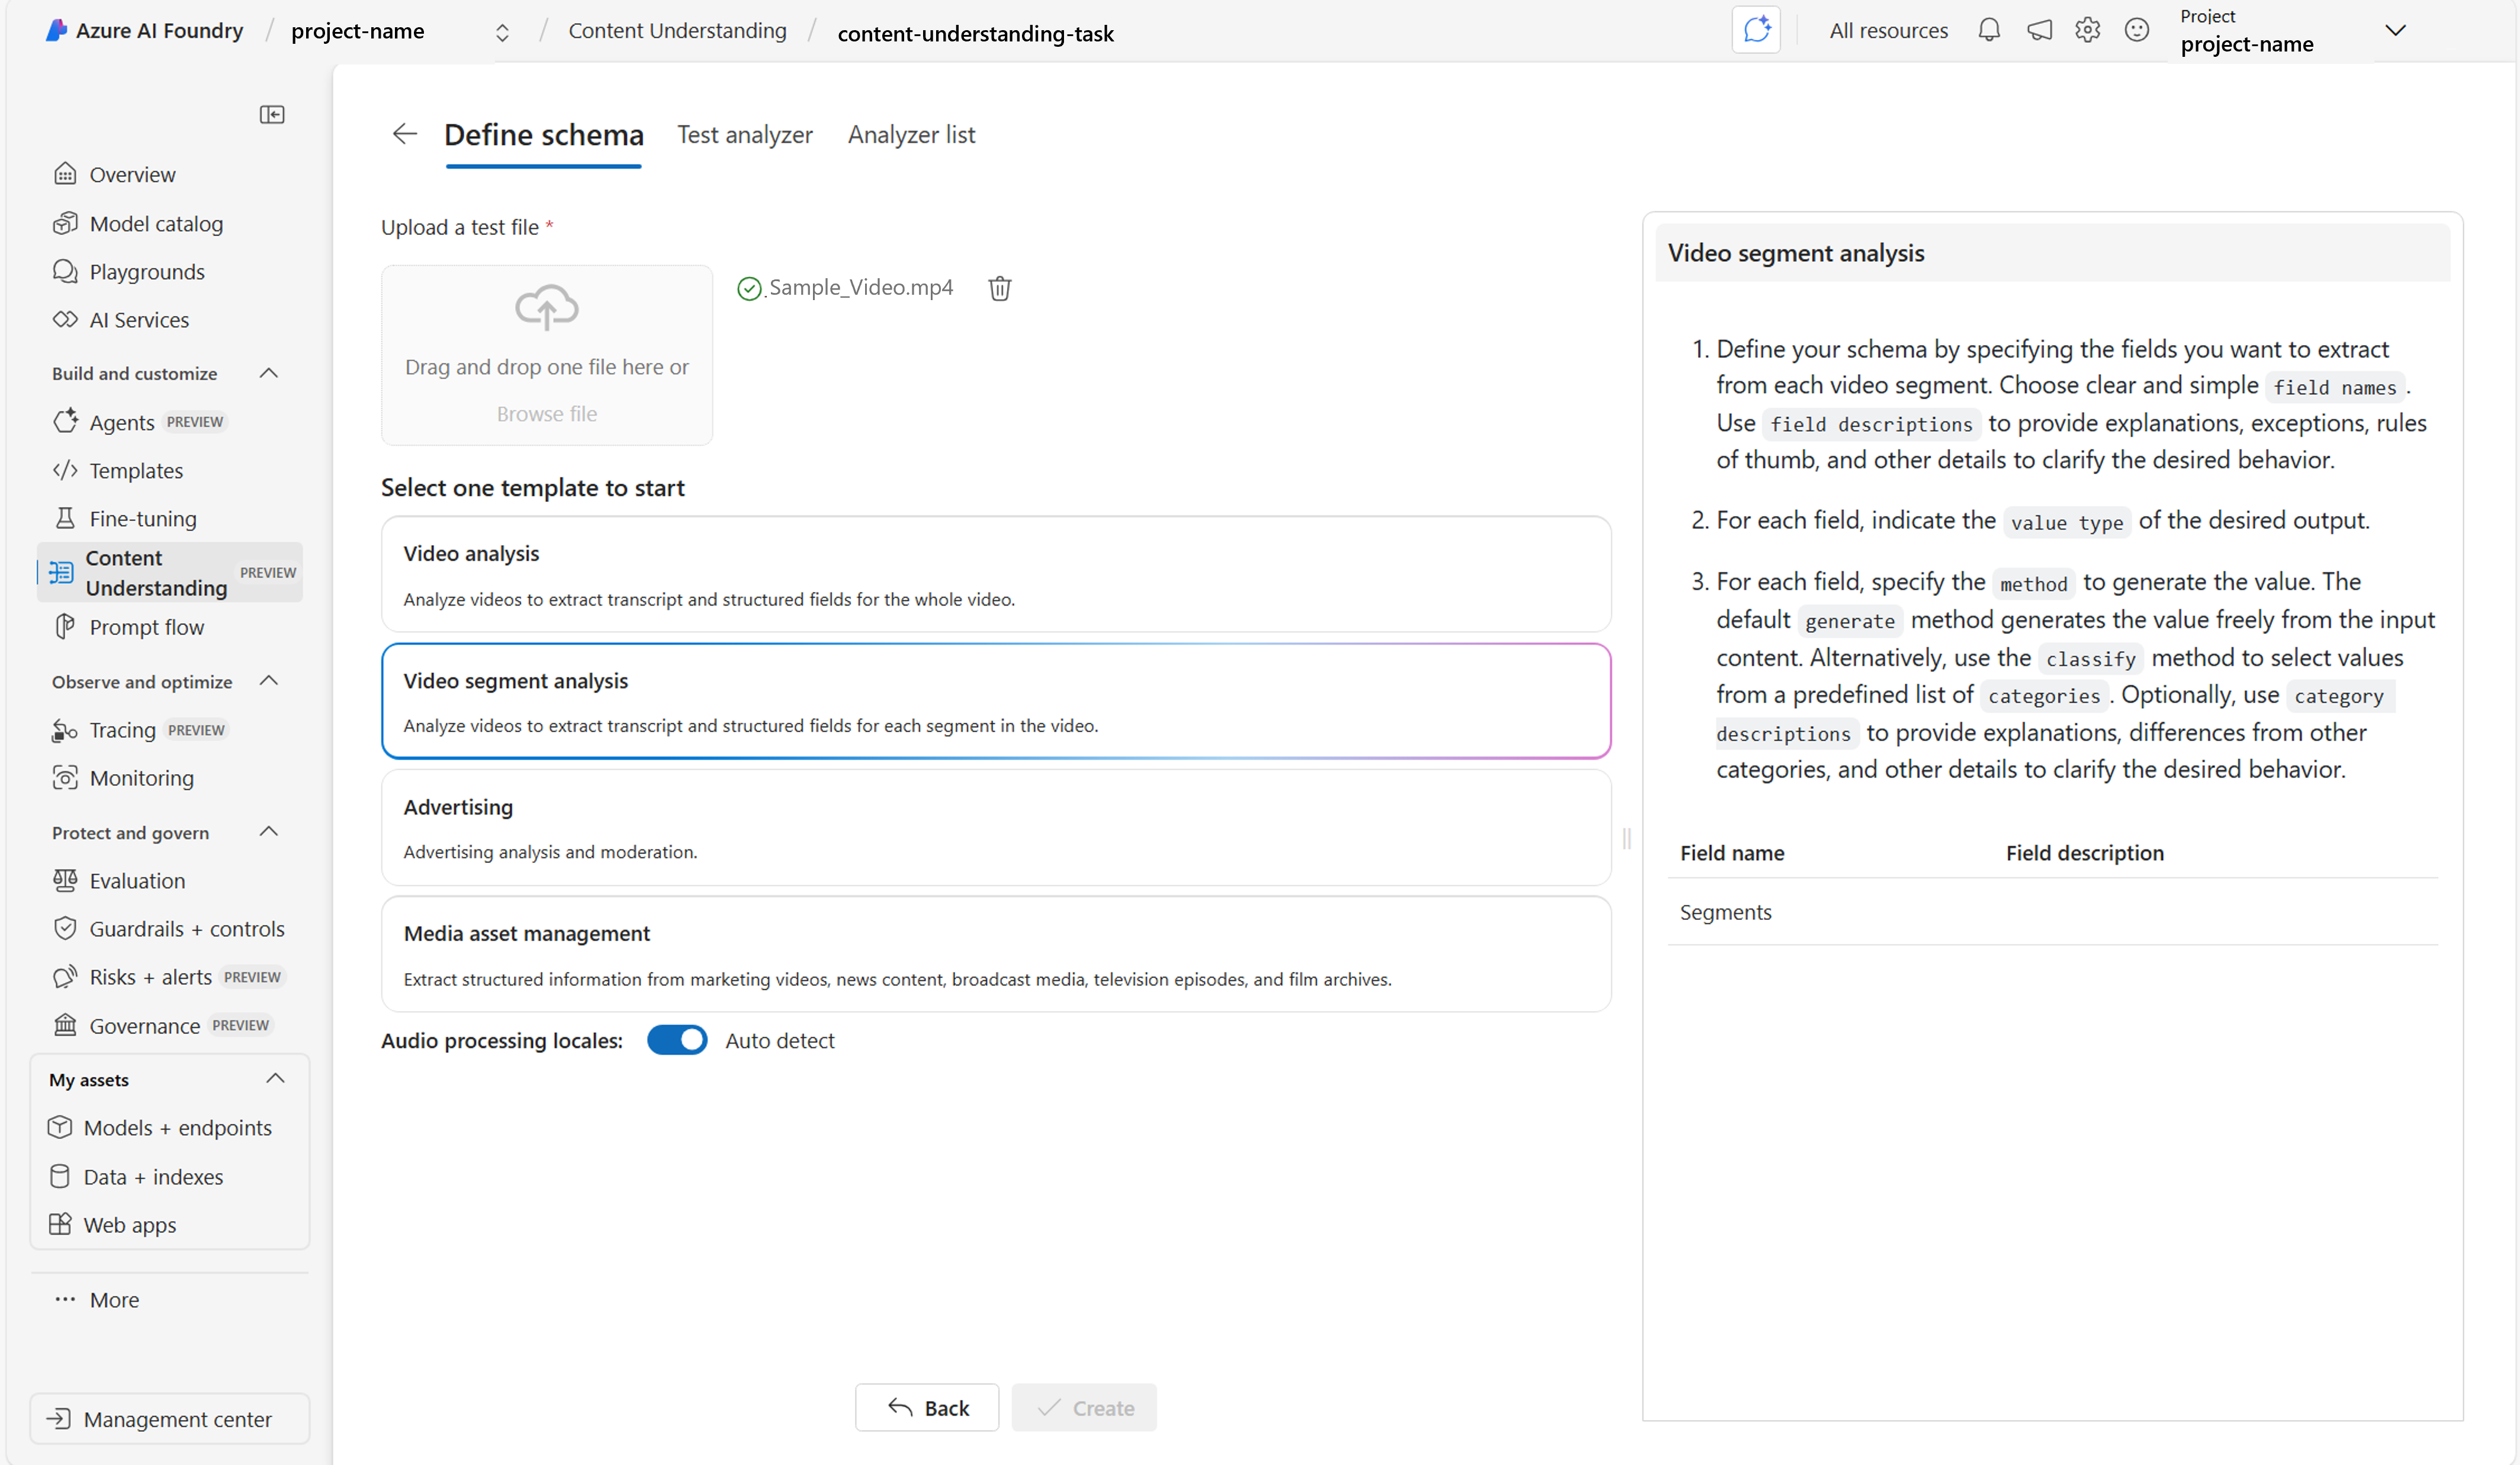 Azure AI Foundry / project-name / Content Understanding / content-understanding-task
All resources
Project
project-name
Overview
Model catalog
Playgrounds
AI Services
Build and customize
Agents PREVIEW
Templates
Fine-tuning
Content
Understanding PREVIEW
Prompt flow
Observe and optimize
Tracing PREVIEW
Monitoring
Protect and govern
Evaluation
Guardrails + controls
Risks + alerts PREVIEW
Governance PREVIEW
My assets
Models + endpoints
Data + indexes
Web apps
More
Management center
Define schema Test analyzer Analyzer list
Upload a test file *
Drag and drop one file here or
Browse file
Sample_Video.mp4
Select one template to start
Video analysis
Analyze videos to extract transcript and structured fields for the whole video.
Video segment analysis
Analyze videos to extract transcript and structured fields for each segment in the video.
Advertising
Advertising analysis and moderation.
Media asset management
Extract structured information from marketing videos, news content, broadcast media, television episodes, and film archives.
Audio processing locales: Auto detect
Back
Create
Video segment analysis
1. Define your schema by specifying the fields you want to extract
from each video segment. Choose clear and simple field names.
Use field descriptions to provide explanations, exceptions, rules
of thumb, and other details to clarify the desired behavior.
2. For each field, indicate the value type of the desired output.
3. For each field, specify the method to generate the value. The
default generate method generates the value freely from the input
content. Alternatively, use the classify method to select values
from a predefined list of categories. Optionally, use category
descriptions to provide explanations, differences from other
categories, and other details to clarify the desired behavior.
Field name Field description
Segments